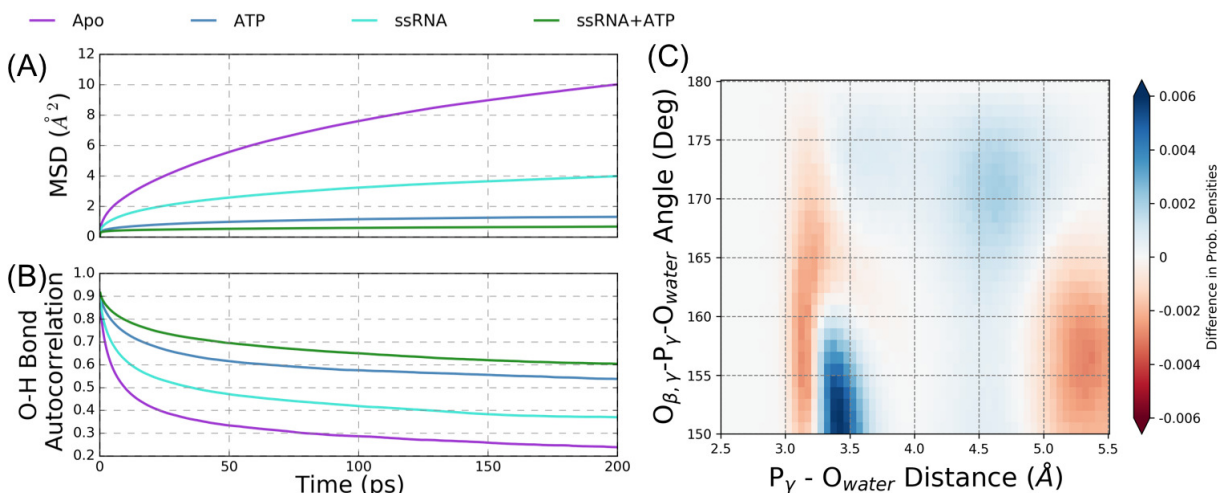 Apo ATP ssRNA ssRNA+ATP
(A)
MSD (Å²)
12
10
8
6
4
2
0
(B)
O-H Bond
Autocorrelation
1.0
0.9
0.8
0.7
0.6
0.5
0.4
0.3
0.2
0 50 100 150 200
Time (ps)
(C)
Oβ,γ-Pγ-Owater Angle (Deg)
180
175
170
165
160
155
150
2.5 3.0 3.5 4.0 4.5 5.0 5.5
Pγ - Owater Distance (Å)
0.006
0.004
0.002
0
-0.002
-0.004
-0.006
Difference in Prob. Densities